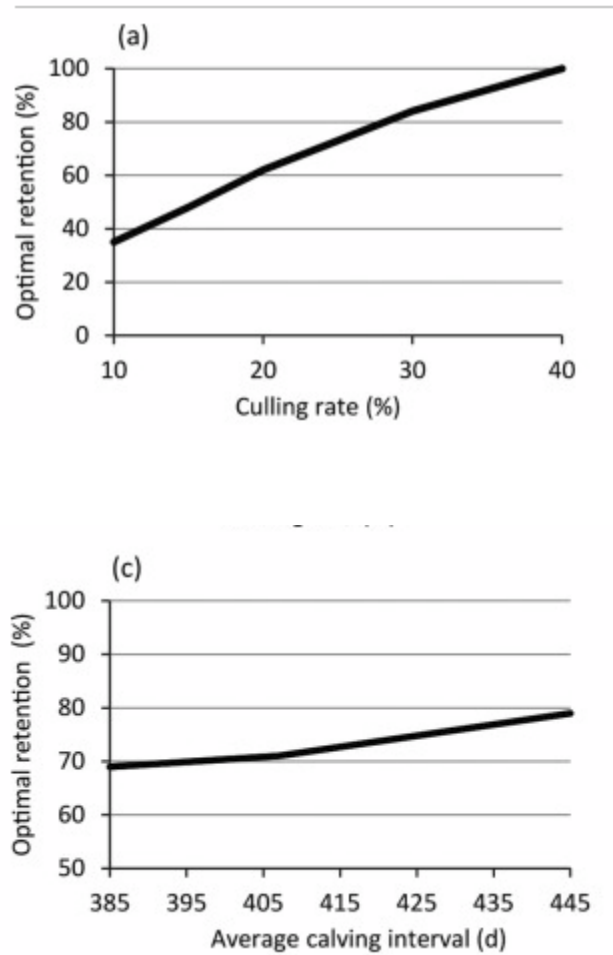 (a)
Optimal retention (%)
100
80
60
40
20
0
10 20 30 40
Culling rate (%)
(c)
Optimal retention (%)
100
90
80
70
60
50
385 395 405 415 425 435 445
Average calving interval (d)